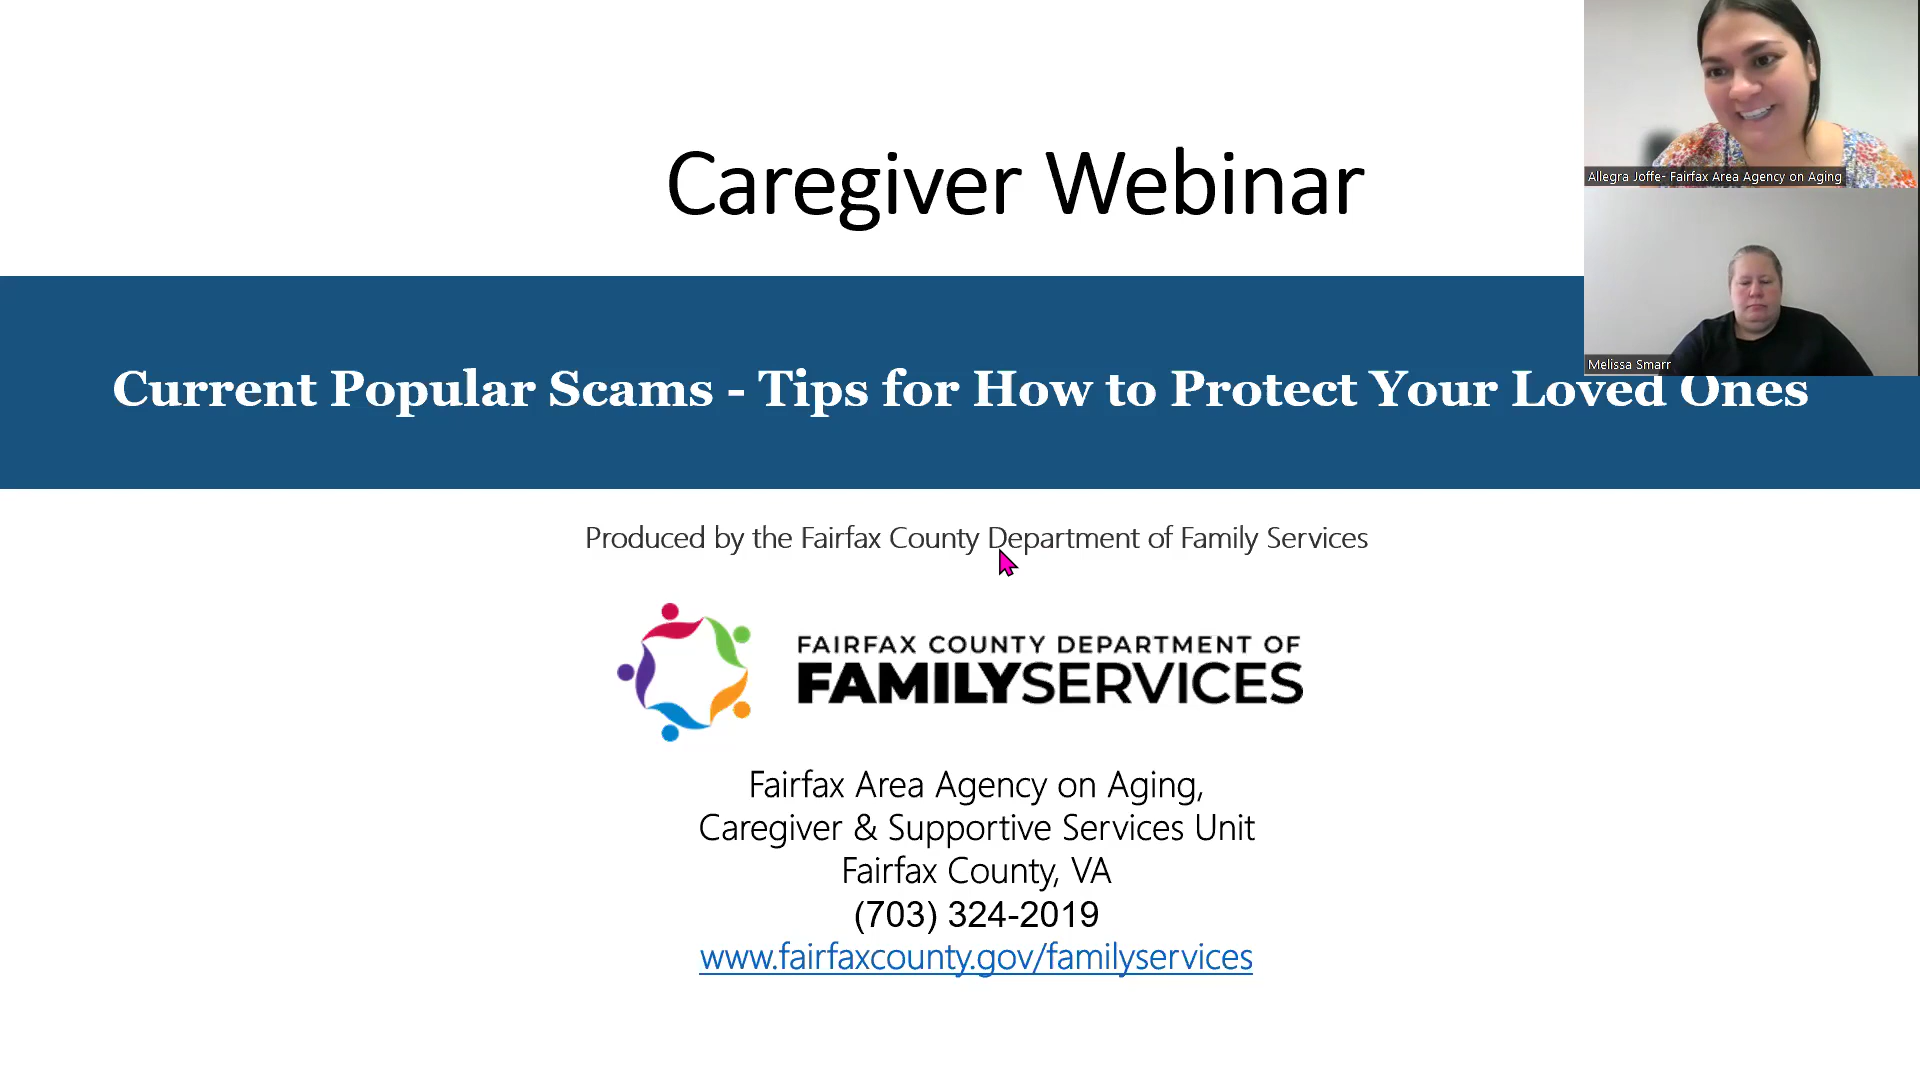 Caregiver Webinar
Allegra Joffe- Fairfax Area Agency on Aging
Melissa Smarr
Current Popular Scams - Tips for How to Protect Your Loved Ones
Produced by the Fairfax County Department of Family Services
FAIRFAX COUNTY DEPARTMENT OF
FAMILYSERVICES
Fairfax Area Agency on Aging,
Caregiver & Supportive Services Unit
Fairfax County, VA
(703) 324-2019
www.fairfaxcounty.gov/familyservices